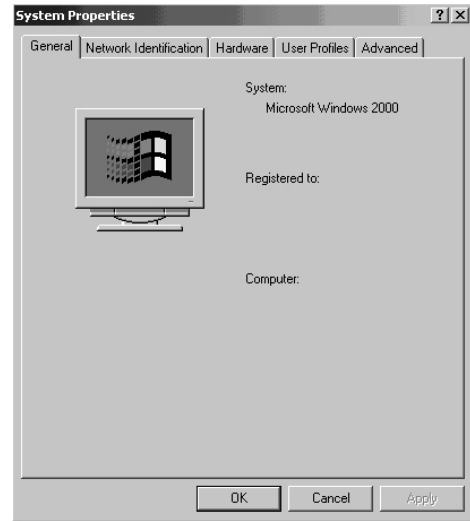 System Properties
? X
General Network Identification Hardware User Profiles Advanced
System:
Microsoft Windows 2000
Registered to:
Computer:
OK Cancel Apply